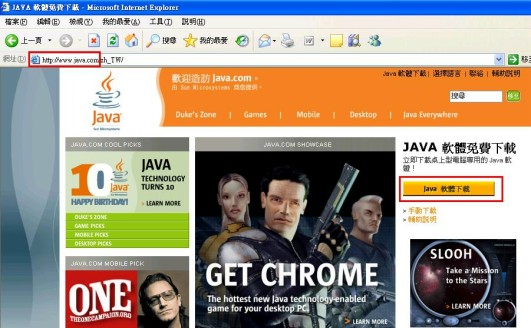 JAVA 軟體免費下載 - Microsoft Internet Explorer
檔案(F) 編輯(E) 檢視(V) 我的最愛(A) 工具(T) 說明(H)
上一頁 搜尋 我的最愛
網址(D) http://www.java.com/zh_TW/ 移至
Java 軟體下載 | 選擇語言 | 聯絡 | 輔助說明
歡迎造訪 Java.com。
由 Sun Microsystems 為您提供。
搜尋
Java
Sun Microsystems
Duke's Zone | Games | Mobile | Desktop | Java Everywhere
JAVA.COM COOL PICKS
10 Java
HAPPY BIRTHDAY!
JAVA
TECHNOLOGY
TURNS 10
LEARN MORE
DUKE'S ZONE
GAME PICKS
MOBILE PICKS
DESKTOP PICKS
JAVA.COM MOBILE PICK
ONE
THEONECAMPAIGN.ORG
LEARN MORE
JAVA.COM SHOWCASE
GET CHROME
The hottest new Java technology-enabled
game for your desktop PC.
JAVA 軟體免費下載
立即下載桌上型電腦專用的 Java 軟
體！
Java 軟體下載
手動下載
輔助說明
SLOOH
Take a Mission
to the Stars
LEARN MORE